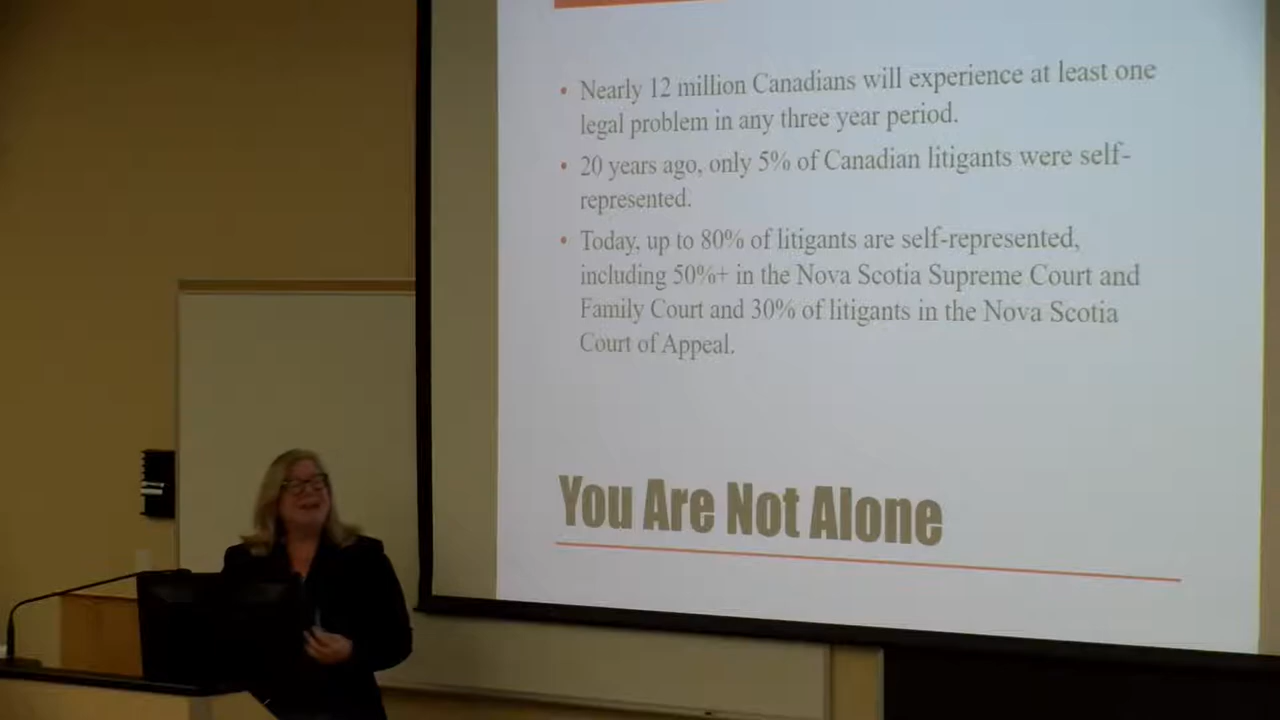 • Nearly 12 million Canadians will experience at least one
legal problem in any three year period.
• 20 years ago, only 5% of Canadian litigants were self-
represented.
• Today, up to 80% of litigants are self-represented,
including 50%+ in the Nova Scotia Supreme Court and
Family Court and 30% of litigants in the Nova Scotia
Court of Appeal.
You Are Not Alone